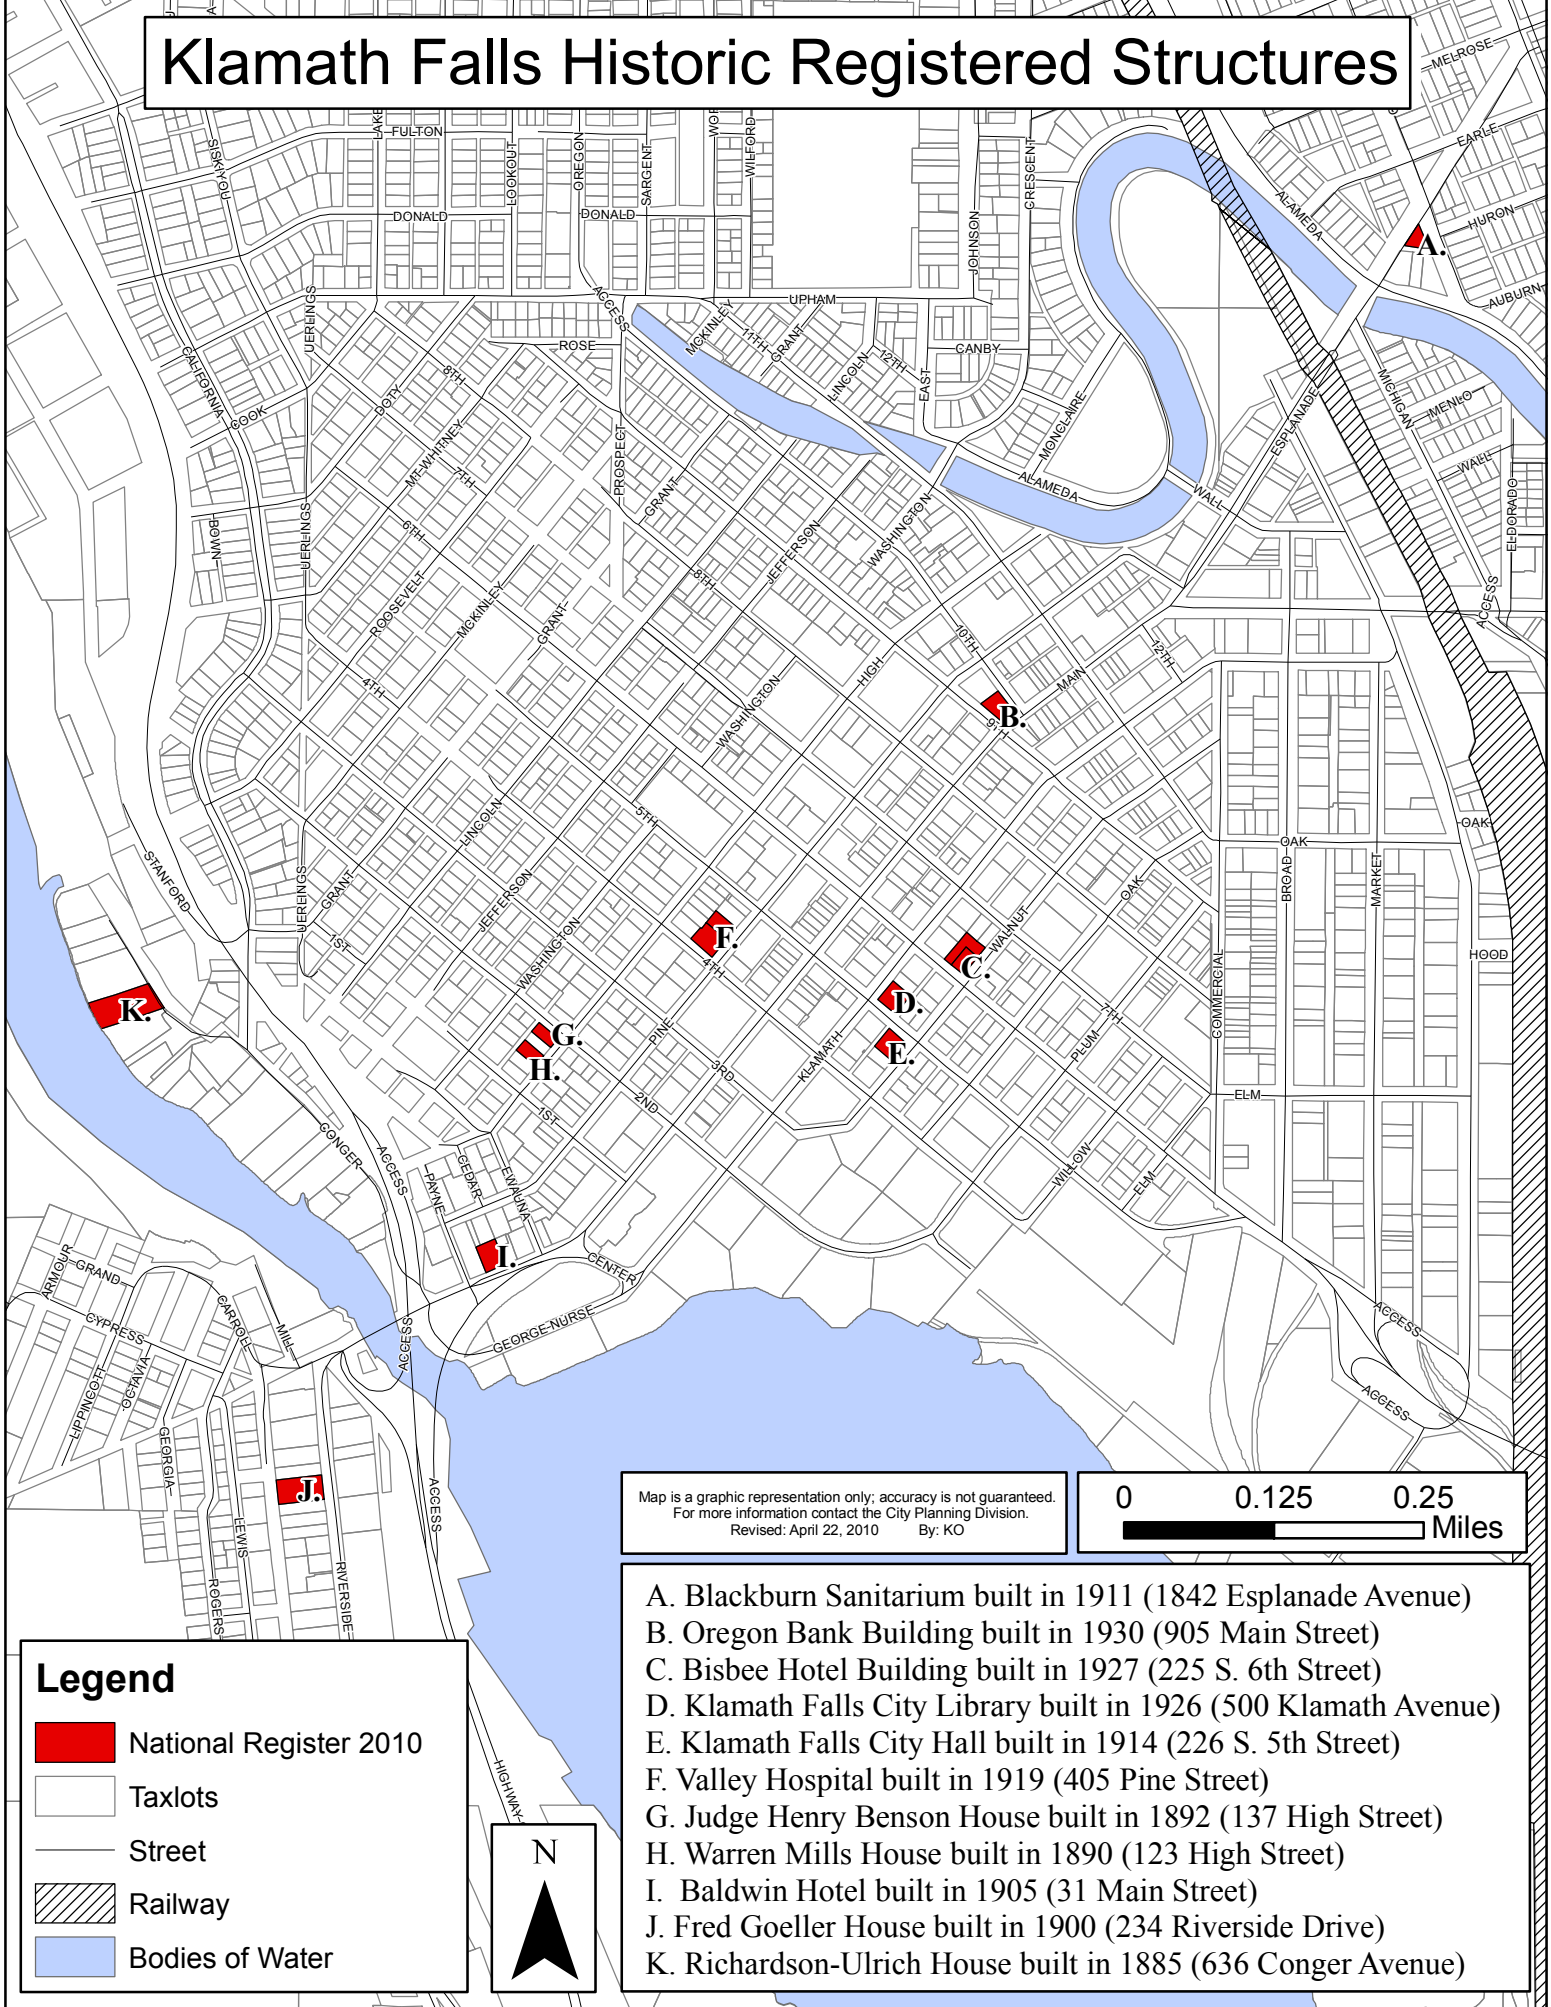 Klamath Falls Historic Registered Structures
MELROSE
FULTON
LAKE
SISKIYOU
LOOKOUT
OREGON
SARGENT
WILFORD
CRESCENT
EARLE
DONALD
DONALD
JOHNSON
ALAMEDA
HURON
A.
AUBURN
UERLINGS
ACCESS
UPHAM
MCKINLEY
11TH
GRANT
ROSE
LINCOLN
12TH
CANBY
EAST
CALIFORNIA
COOK
DOTY
8TH
MT WHITNEY
7TH
PROSPECT
GRANT
MONCLAIRE
ESPLANADE
MICHIGAN
MENLO
WALL
ELDORADO
ALAMEDA
WALL
BOWN
UERLINGS
6TH
JEFFERSON
WASHINGTON
8TH
ROOSEVELT
MCKINLEY
GRANT
ACCESS
10TH
12TH
HIGH
MAIN
4TH
WASHINGTON
B.
9TH
LINCOLN
5TH
OAK
OAK
STANFORD
UERLINGS
GRANT
JEFFERSON
OAK
BROAD
MARKET
1ST
WASHINGTON
F.
4TH
WALNUT
C.
COMMERCIAL
HOOD
K.
D.
7TH
G.
PINE
E.
PLUM
H.
3RD
KLAMATH
2ND
1ST
ELM
CONGER
ACCESS
CEDAR
PAYNE
EWAUNA
WILLOW
ELM
I.
CENTER
ARMOUR
GRAND
CYPRESS
CARROLL
MILL
ACCESS
GEORGE NURSE
ACCESS
LIPPINCOTT
OCTAVIA
ACCESS
GEORGIA
J.
LEWIS
ACCESS
ROGERS
RIVERSIDE
HIGHWAY
Map is a graphic representation only; accuracy is not guaranteed.
For more information contact the City Planning Division.
Revised: April 22, 2010 By: KO
0 0.125 0.25
Miles
A. Blackburn Sanitarium built in 1911 (1842 Esplanade Avenue)
B. Oregon Bank Building built in 1930 (905 Main Street)
C. Bisbee Hotel Building built in 1927 (225 S. 6th Street)
D. Klamath Falls City Library built in 1926 (500 Klamath Avenue)
E. Klamath Falls City Hall built in 1914 (226 S. 5th Street)
F. Valley Hospital built in 1919 (405 Pine Street)
G. Judge Henry Benson House built in 1892 (137 High Street)
H. Warren Mills House built in 1890 (123 High Street)
I. Baldwin Hotel built in 1905 (31 Main Street)
J. Fred Goeller House built in 1900 (234 Riverside Drive)
K. Richardson-Ulrich House built in 1885 (636 Conger Avenue)
Legend
National Register 2010
Taxlots
Street
Railway
Bodies of Water
N